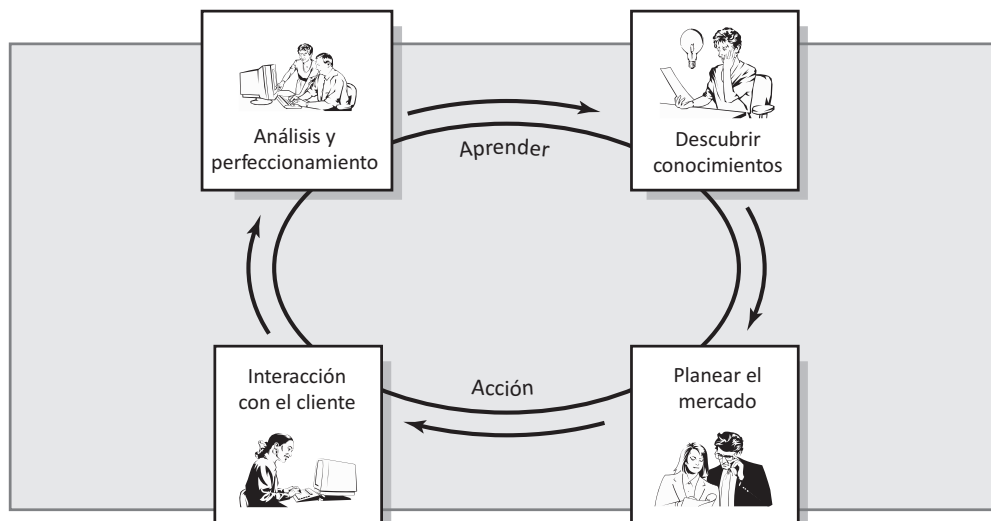 Análisis y
perfeccionamiento
Aprender
Descubrir
conocimientos
Interacción
con el cliente
Acción
Planear el
mercado